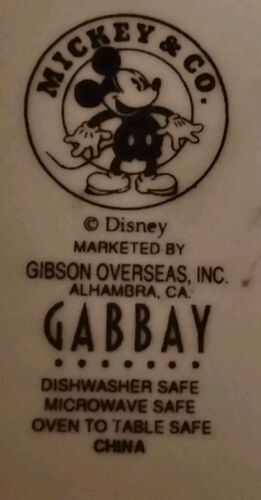 MICKEY & CO.
© Disney
MARKETED BY
GIBSON OVERSEAS, INC.
ALHAMBRA, CA.
GABBAY
DISHWASHER SAFE
MICROWAVE SAFE
OVEN TO TABLE SAFE
CHINA